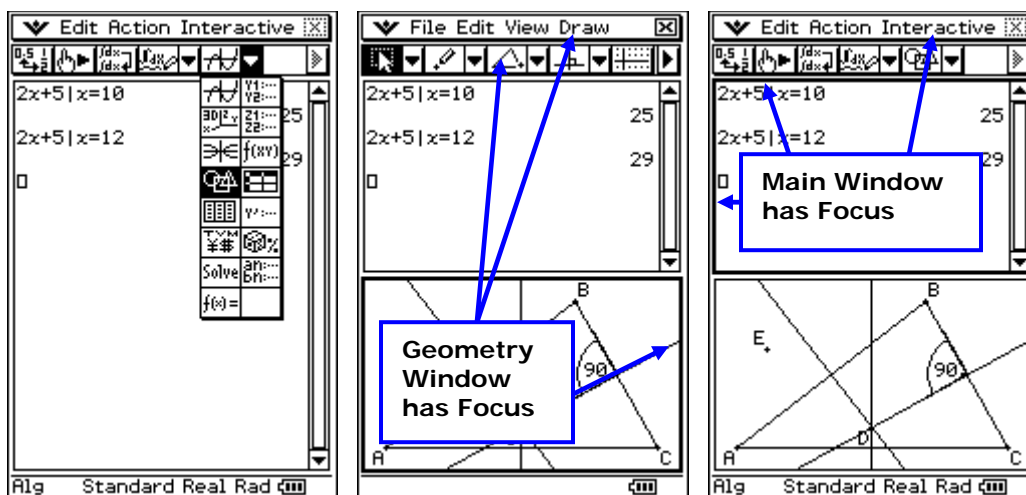 Edit Action Interactive
2x+5|x=10
25
2x+5|x=12
29
Solve
f(x)=
Alg Standard Real Rad
File Edit View Draw
2x+5|x=10
25
2x+5|x=12
29
Geometry
Window
has Focus
B
90
A
C
Edit Action Interactive
2x+5|x=10
25
2x+5|x=12
29
Main Window
has Focus
B
E
90
D
A
C
Alg Standard Real Rad